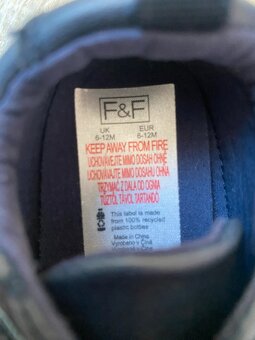 F&F
UK EUR
6-12M 6-12M
KEEP AWAY FROM FIRE
UCHOVÁVEJTE MIMO DOSAH OHNĚ
UCHOVÁVAJTE MIMO DOSAHU OHŇA
TRZYMAĆ Z DALA OD OGNIA
TŰZTŐL TÁVOL TARTANDÓ
This label is made
from 100% recycled
plastic bottles
Made in China
Vyrobeno v Číně